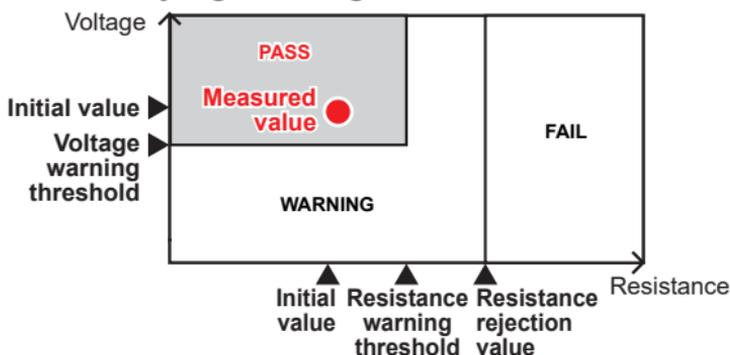 Voltage
PASS
Initial value
Measured
value
Voltage
warning
threshold
FAIL
WARNING
Resistance
Initial
value
Resistance
warning
threshold
Resistance
rejection
value